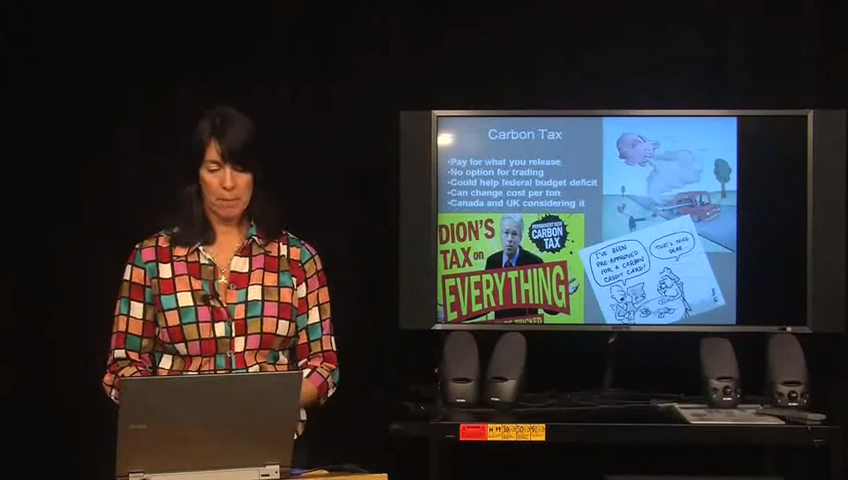 Carbon Tax
•Pay for what you release
•No option for trading
•Could help federal budget deficit
•Can change cost per ton
•Canada and UK considering it
DION'S
TAX on
EVERYTHING
PERMANENT NEW
CARBON
TAX
I'VE BEEN
PRE-APPROVED
FOR A CARBON
CREDIT CARD!
THAT'S NICE
DEAR...